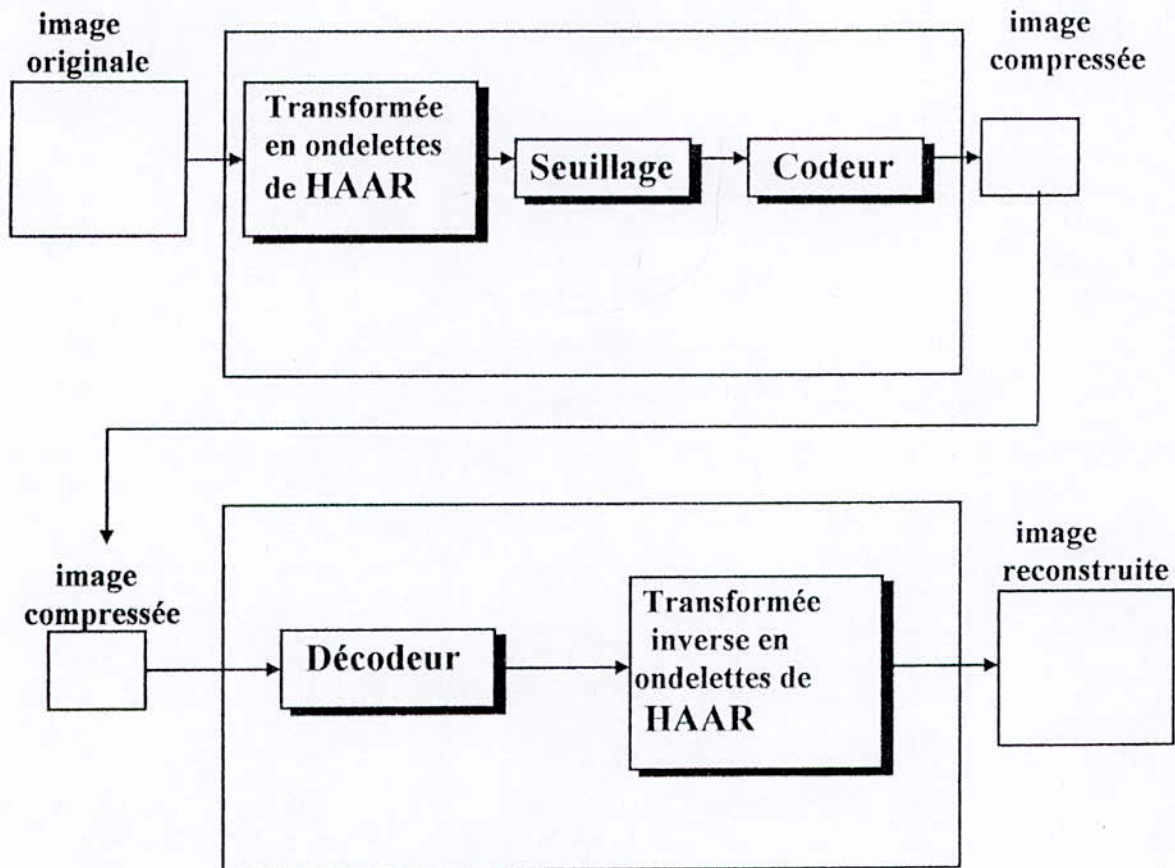 image
originale
Transformée
en ondelettes
de HAAR
Seuillage
Codeur
image
compressée
image
compressée
Décodeur
Transformée
inverse en
ondelettes de
HAAR
image
reconstruite